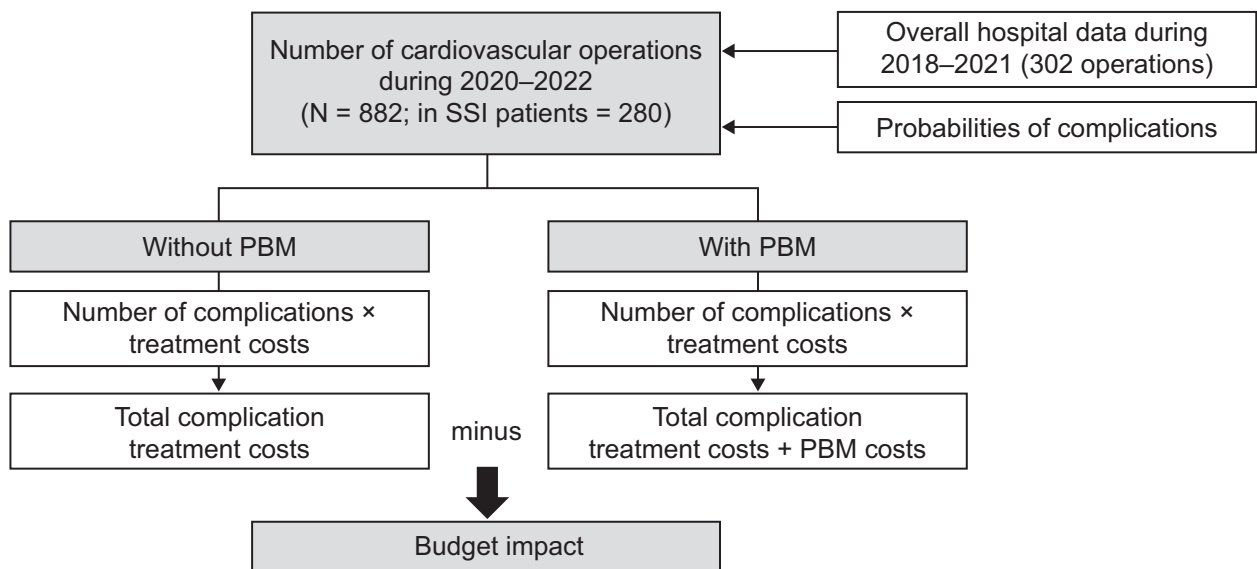 Number of cardiovascular operations
during 2020–2022
(N = 882; in SSI patients = 280)
Overall hospital data during
2018–2021 (302 operations)
Probabilities of complications
Without PBM
With PBM
Number of complications ×
treatment costs
Number of complications ×
treatment costs
Total complication
treatment costs
minus
Total complication
treatment costs + PBM costs
Budget impact